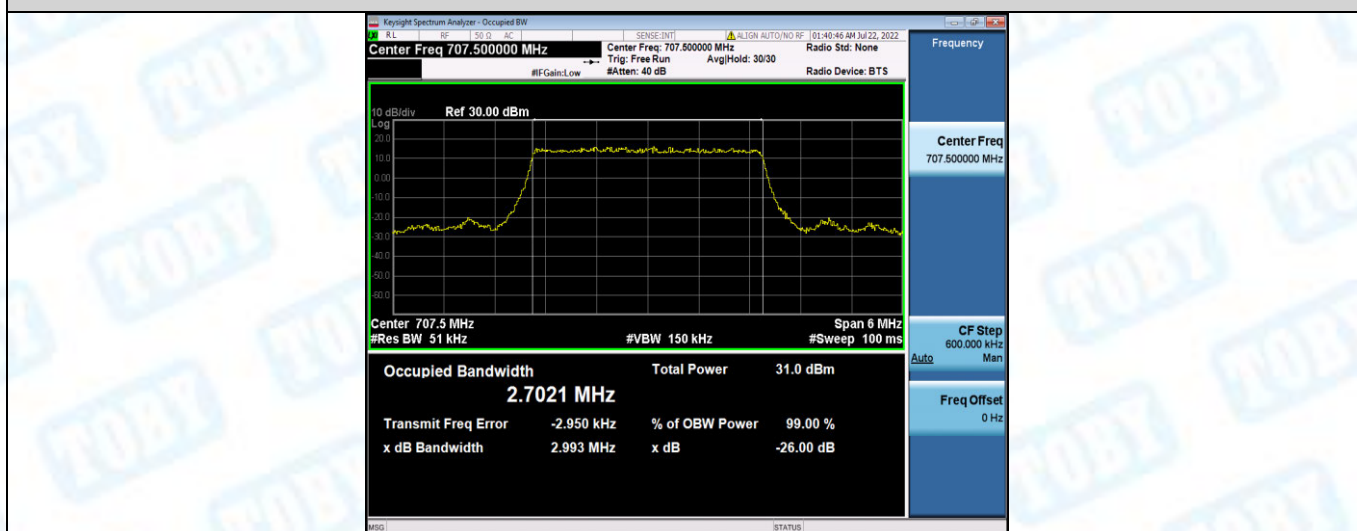 Keysight Spectrum Analyzer - Occupied BW
RL RF 50 Ω AC SENSE:INT ALIGN AUTO/NO RF 01:40:46 AM Jul 22, 2022
Center Freq 707.500000 MHz
Center Freq: 707.500000 MHz Radio Std: None
Trig: Free Run Avg|Hold: 30/30
#IFGain:Low #Atten: 40 dB Radio Device: BTS
10 dB/div Ref 30.00 dBm
Log
20.0
10.0
0.00
-10.0
-20.0
-30.0
-40.0
-50.0
-60.0
Center 707.5 MHz Span 6 MHz
#Res BW 51 kHz #VBW 150 kHz #Sweep 100 ms
Occupied Bandwidth Total Power 31.0 dBm
2.7021 MHz
Transmit Freq Error -2.950 kHz % of OBW Power 99.00 %
x dB Bandwidth 2.993 MHz x dB -26.00 dB
MSG STATUS
Frequency
Center Freq
707.500000 MHz
CF Step
600.000 kHz
Auto Man
Freq Offset
0 Hz
TOBY
TOBY
TOBY
TOBY
TOBY
TOBY
TOBY